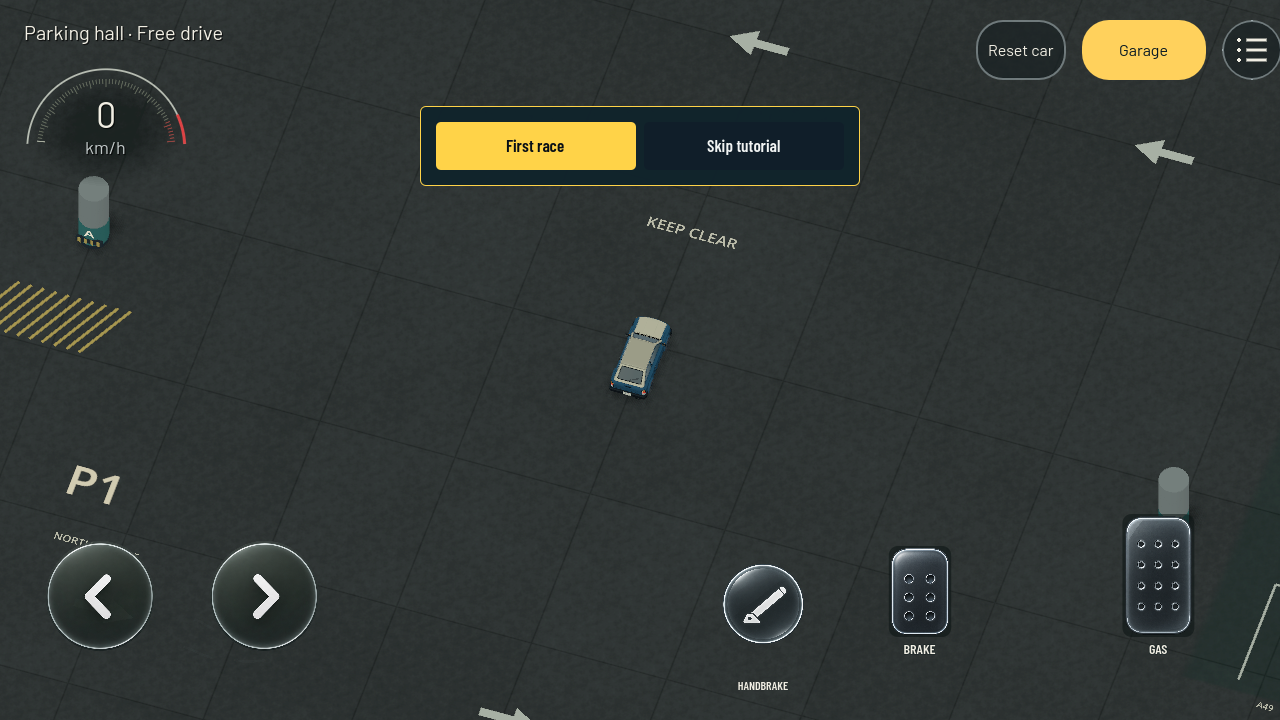 Parking hall · Free drive
Reset car
Garage
0
km/h
First race
Skip tutorial
A
KEEP CLEAR
P1
HANDBRAKE
BRAKE
GAS
A49